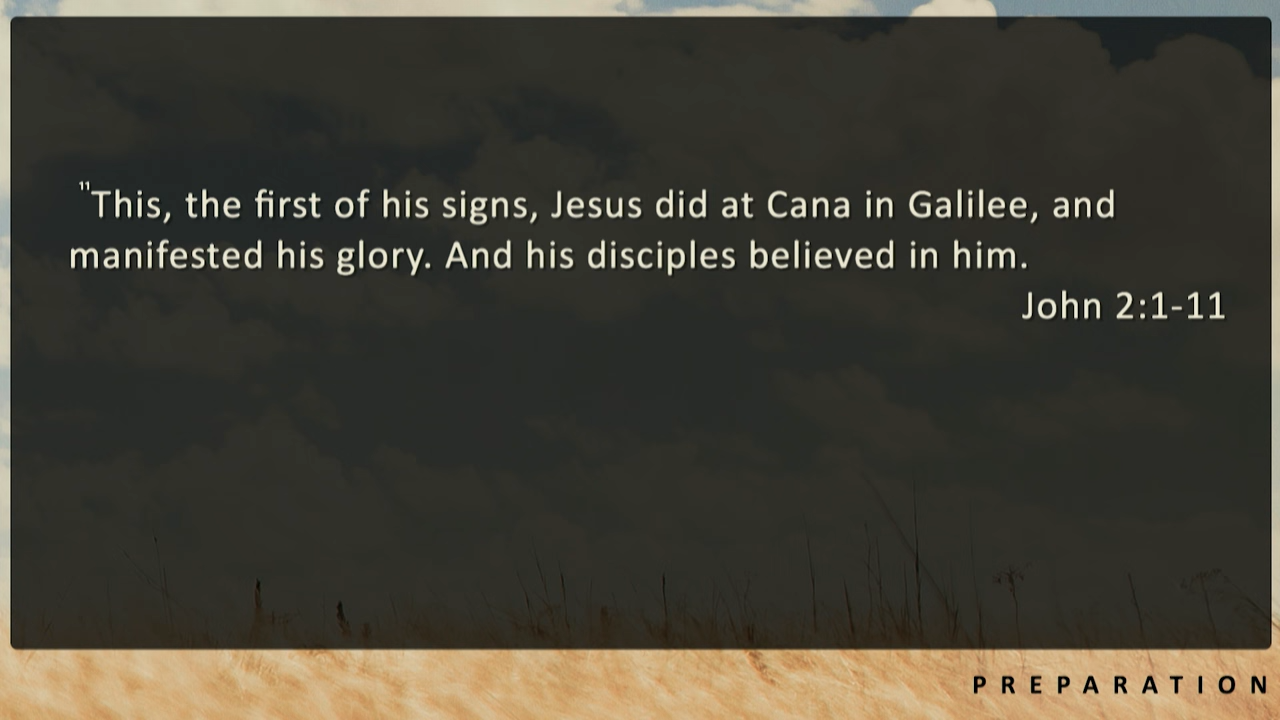 ¹¹This, the first of his signs, Jesus did at Cana in Galilee, and
manifested his glory. And his disciples believed in him.
John 2:1-11
PREPARATION